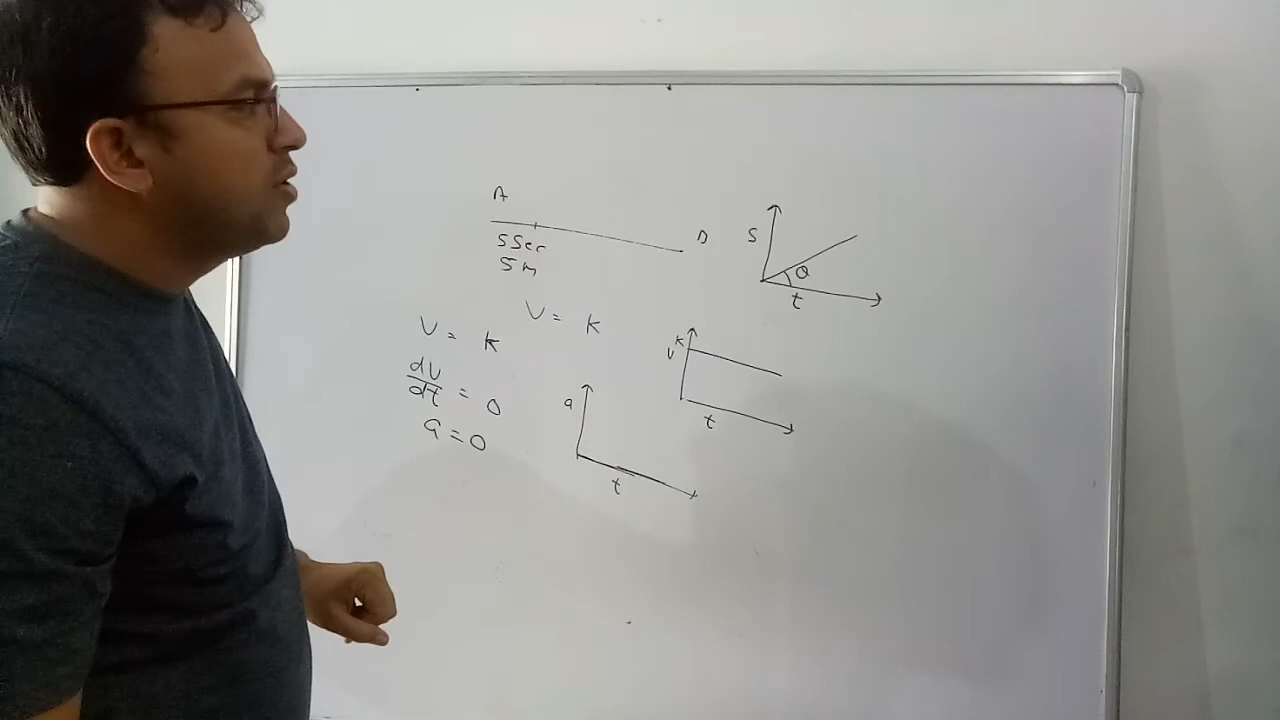 A
B
5 Sec
5 m
V = K
V = K
dV
dt = 0
a = 0
S
θ
t
K
V
t
a
t